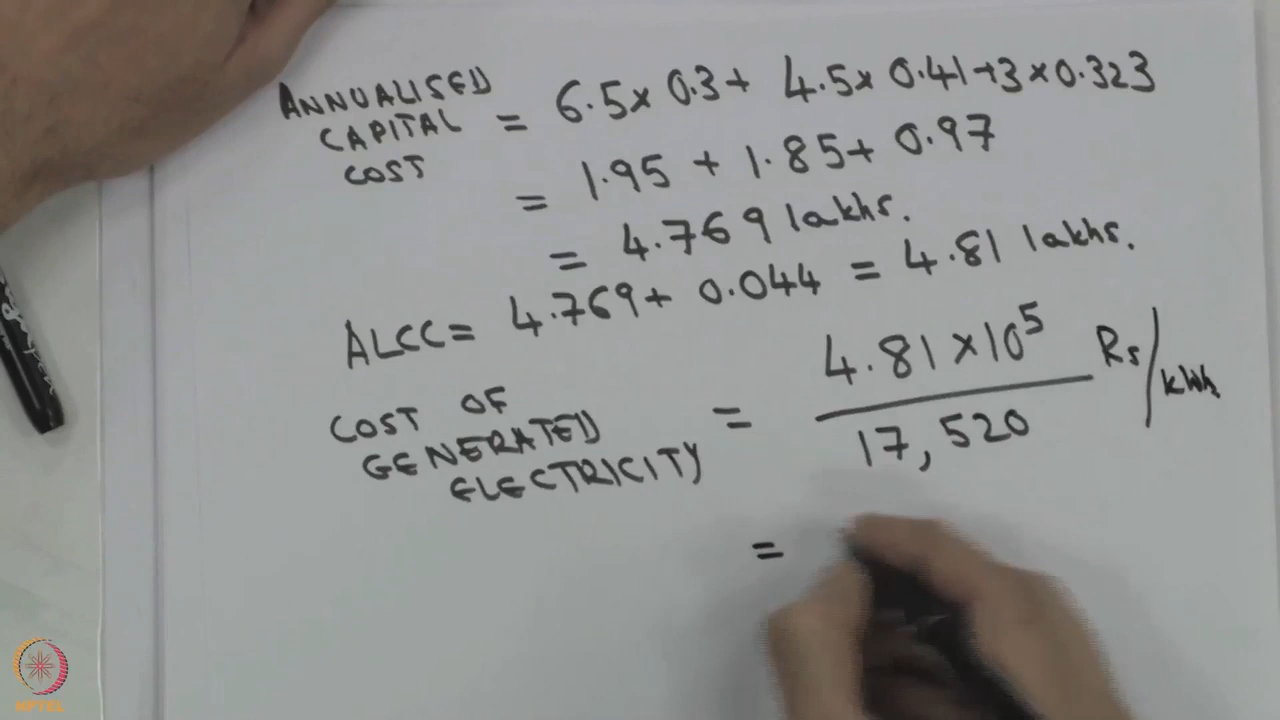 ANNUALISED CAPITAL COST = 6.5 x 0.3 + 4.5 x 0.41 + 3 x 0.323
= 1.95 + 1.85 + 0.97
= 4.769 lakhs.
ALCC = 4.769 + 0.044 = 4.81 lakhs.
COST OF GENERATED ELECTRICITY = 4.81 x 10⁵ / 17,520 Rs/kWh
=
NPTEL